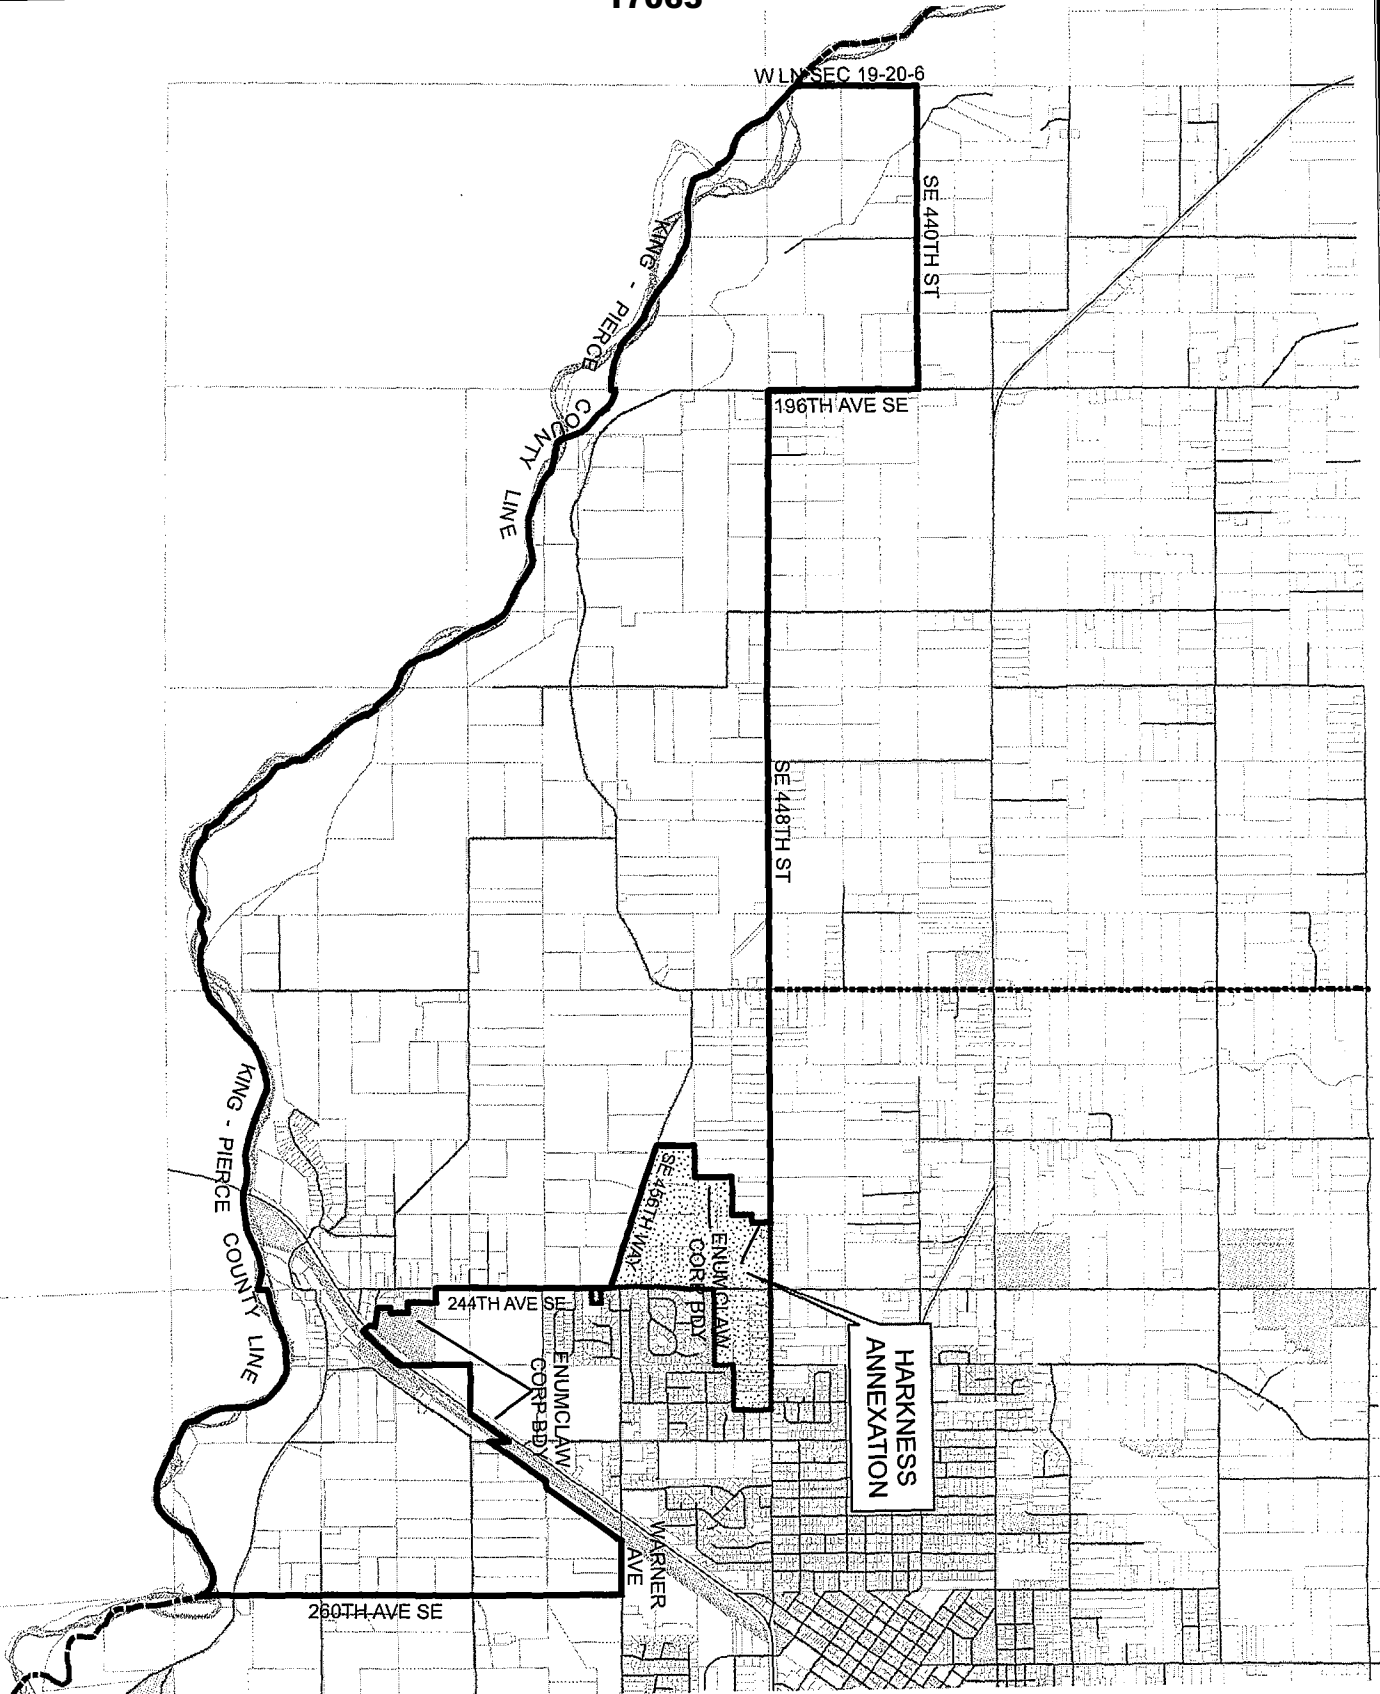 W LN SEC 19-20-6
SE 440TH ST
KING - PIERCE COUNTY LINE
196TH AVE SE
SE 448TH ST
KING - PIERCE COUNTY LINE
SE 456TH WAY
ENUMCLAW
CORP BDY
244TH AVE SE
HARKNESS
ANNEXATION
ENUMCLAW
CORP BDY
WARNER
AVE
260TH AVE SE